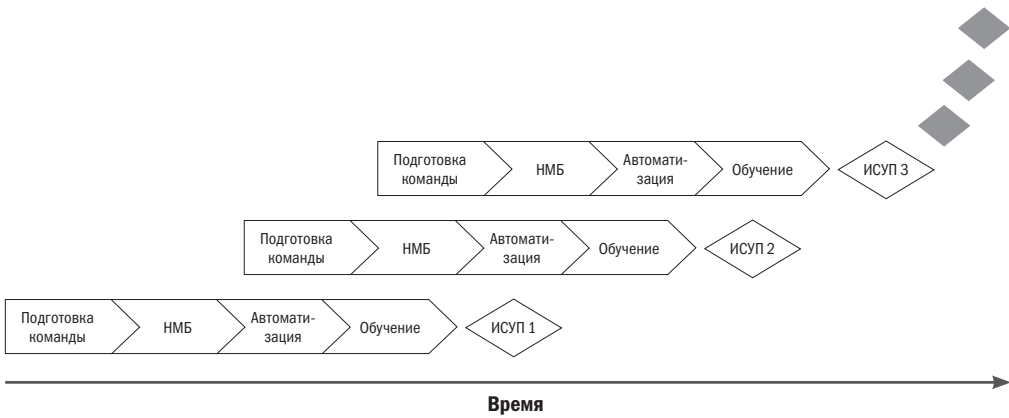 Подготовка
команды
НМБ
Автомати-
зация
Обучение
ИСУП 3
Подготовка
команды
НМБ
Автомати-
зация
Обучение
ИСУП 2
Подготовка
команды
НМБ
Автомати-
зация
Обучение
ИСУП 1
Время